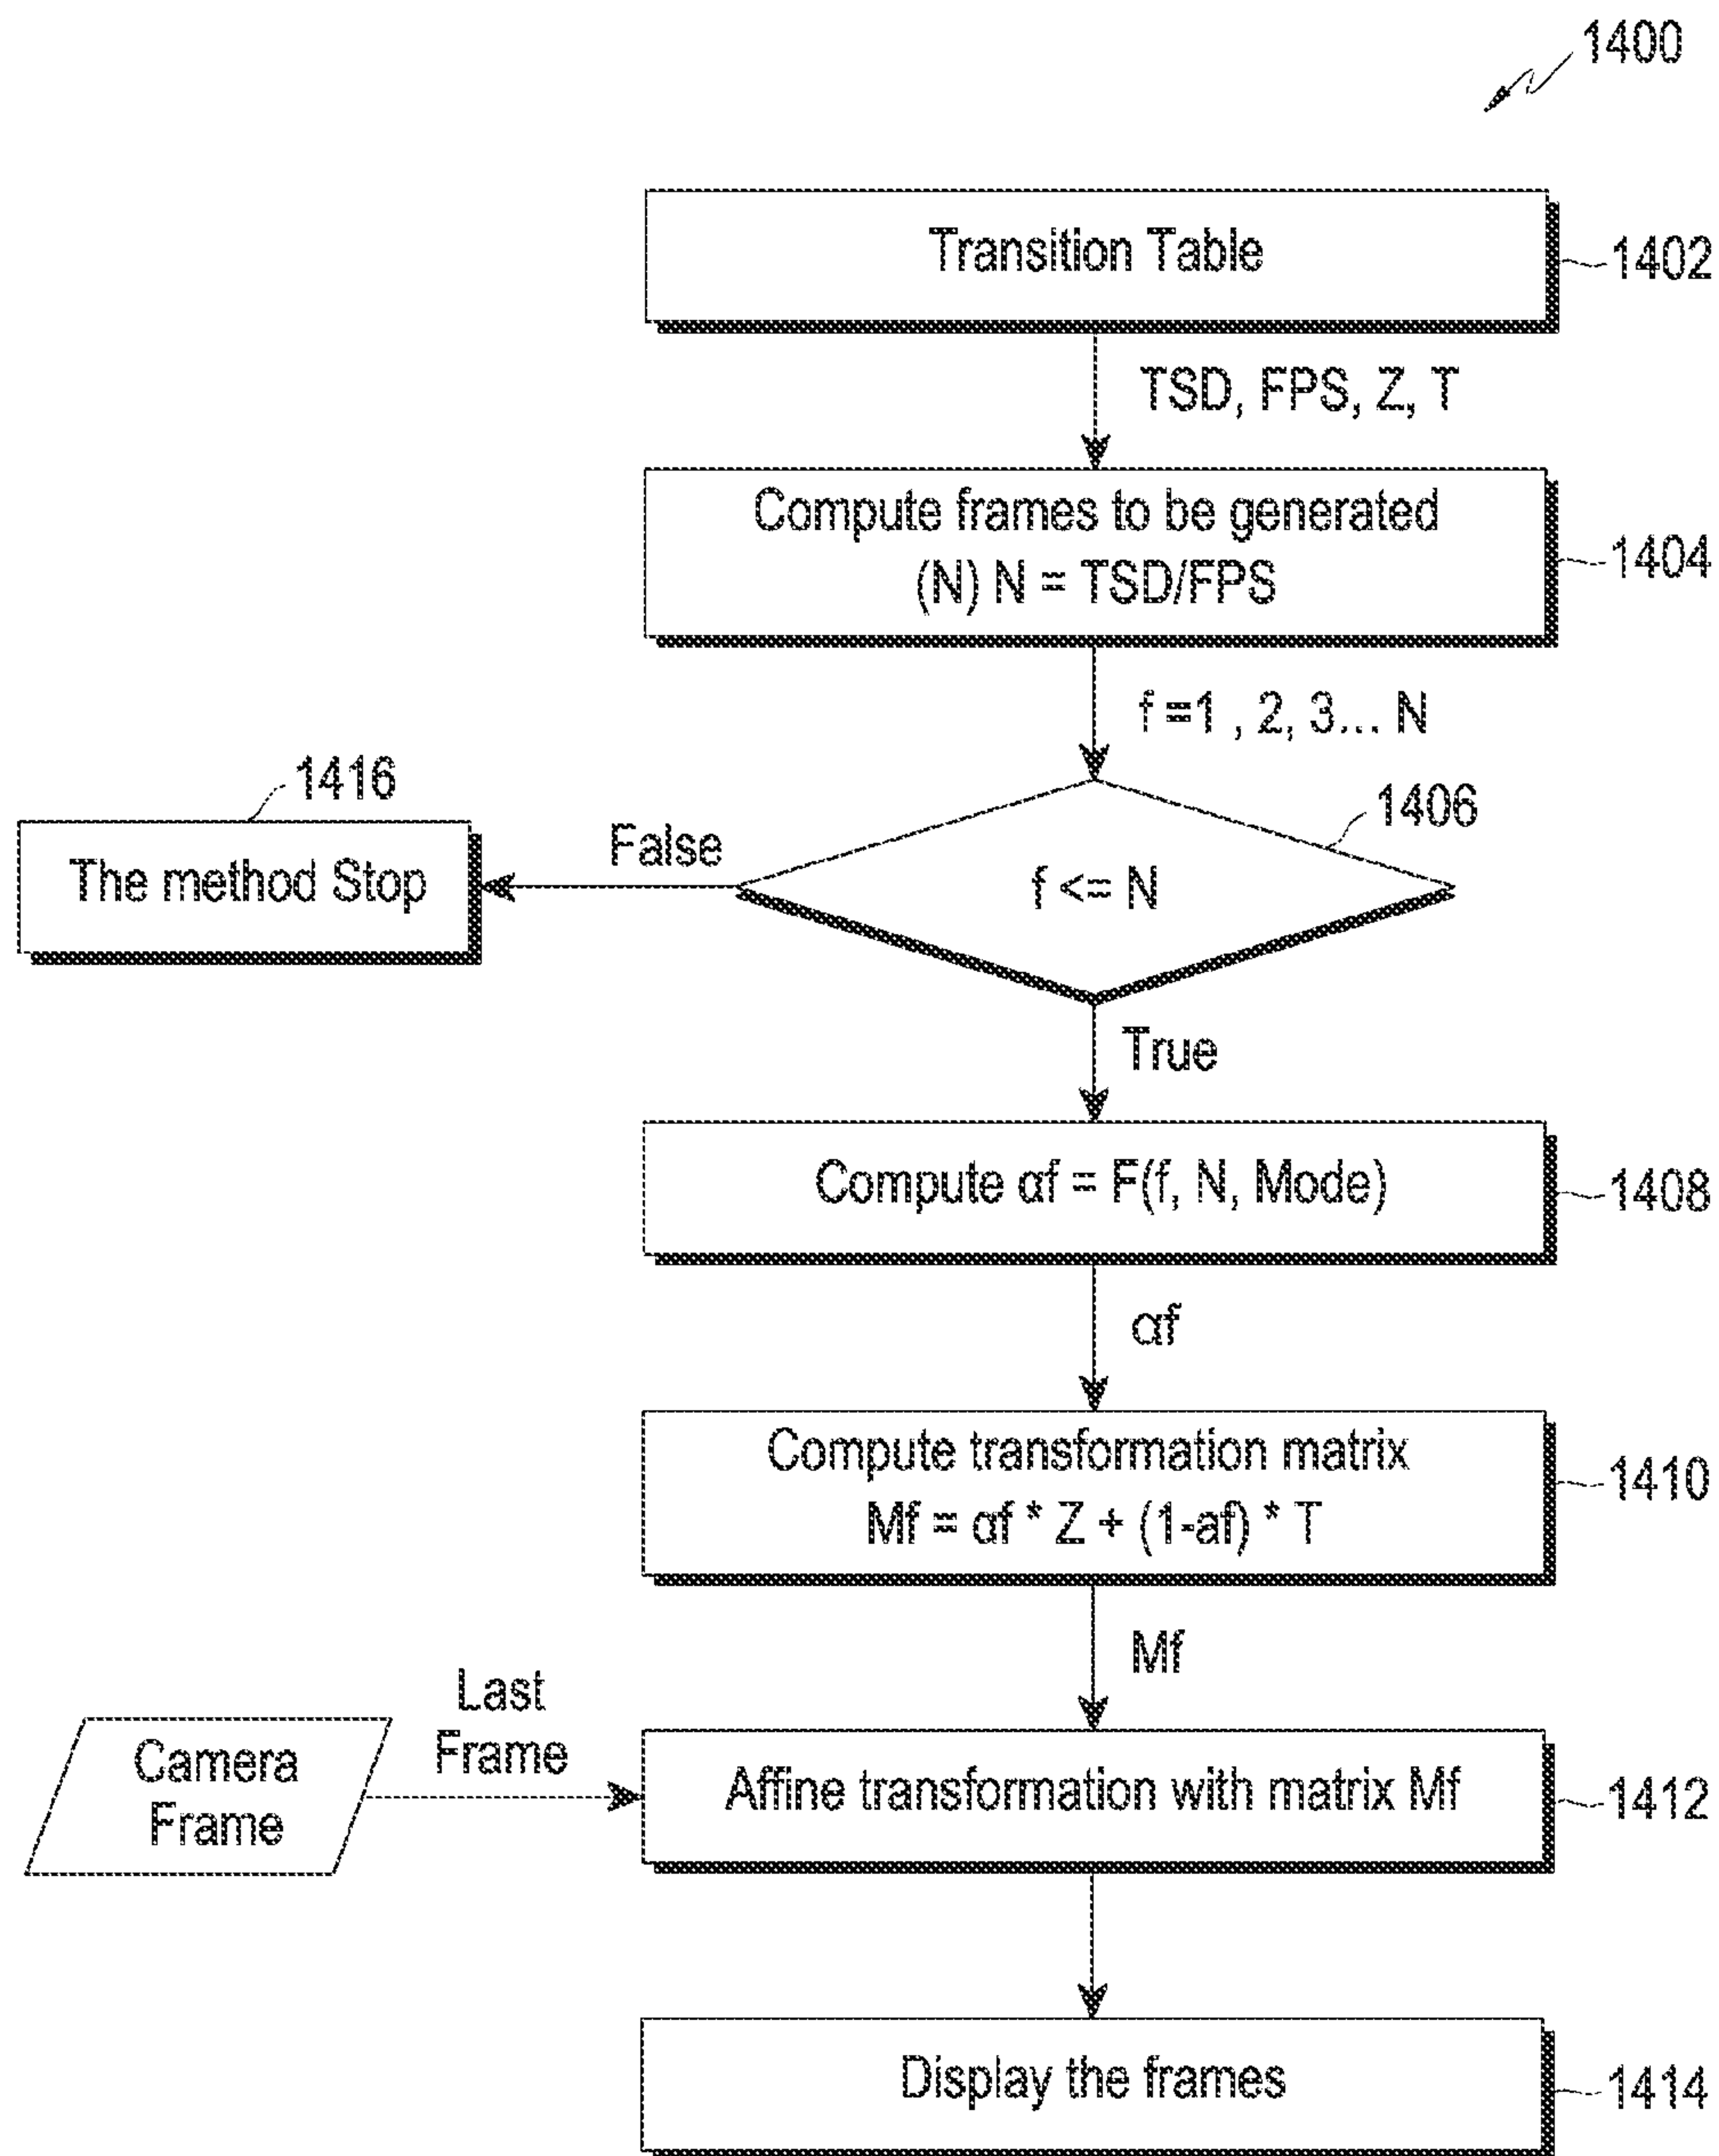 1400
Transition Table
1402
TSD, FPS, Z, T
Compute frames to be generated
(N) N = TSD/FPS
1404
f =1 , 2, 3... N
1416
The method Stop
False
1406
f <= N
True
Compute αf = F(f, N, Mode)
1408
αf
Compute transformation matrix
Mf = αf * Z + (1-af) * T
1410
Mf
Camera
Frame
Last
Frame
Affine transformation with matrix Mf
1412
Display the frames
1414